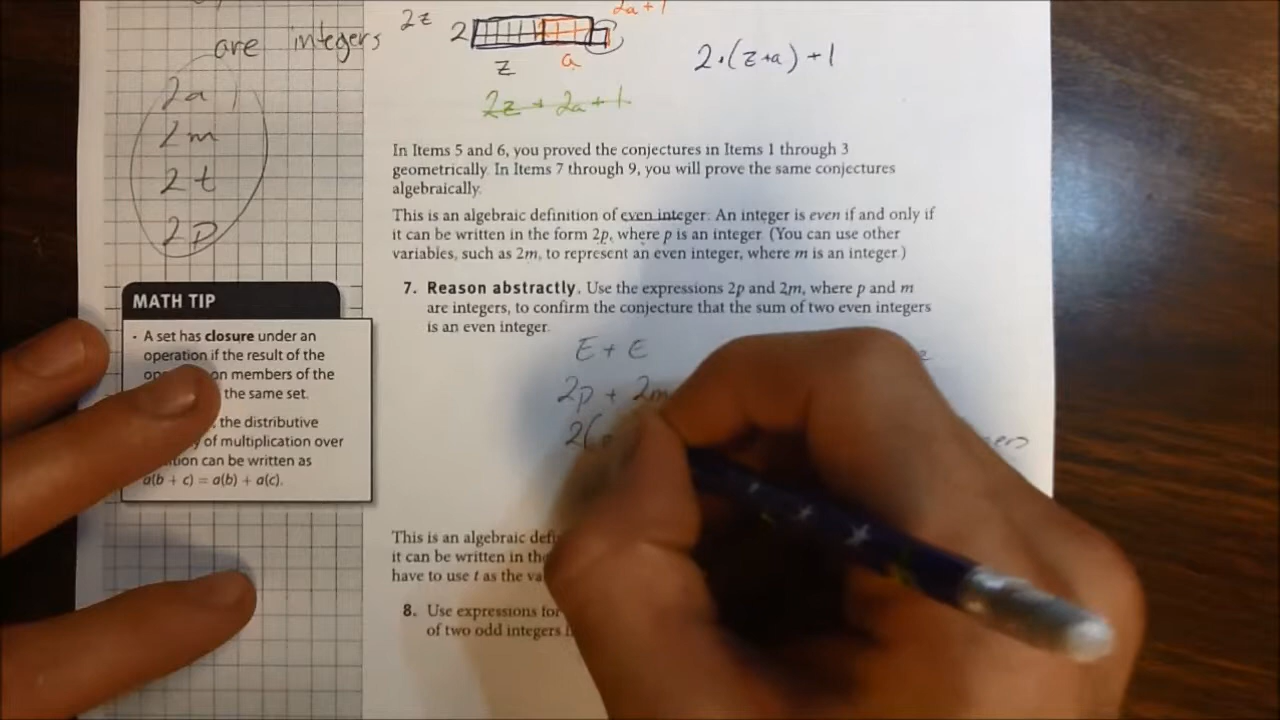 are integers
2z
2
2a+1
z
a
2·(z+a)+1
2z + 2a + 1
2a
2m
2t
2p
In Items 5 and 6, you proved the conjectures in Items 1 through 3
geometrically. In Items 7 through 9, you will prove the same conjectures
algebraically.
This is an algebraic definition of even integer: An integer is even if and only if
it can be written in the form 2p, where p is an integer. (You can use other
variables, such as 2m, to represent an even integer, where m is an integer.)
7. Reason abstractly. Use the expressions 2p and 2m, where p and m
are integers, to confirm the conjecture that the sum of two even integers
is an even integer.
E + E
2p + 2m
2(
MATH TIP
• A set has closure under an
operation if the result of the
on members of the
the same set.
the distributive
of multiplication over
can be written as
a(b + c) = a(b) + a(c).
This is an algebraic
it can be written in the
have to use t as the
8. Use expressions for
of two odd integers